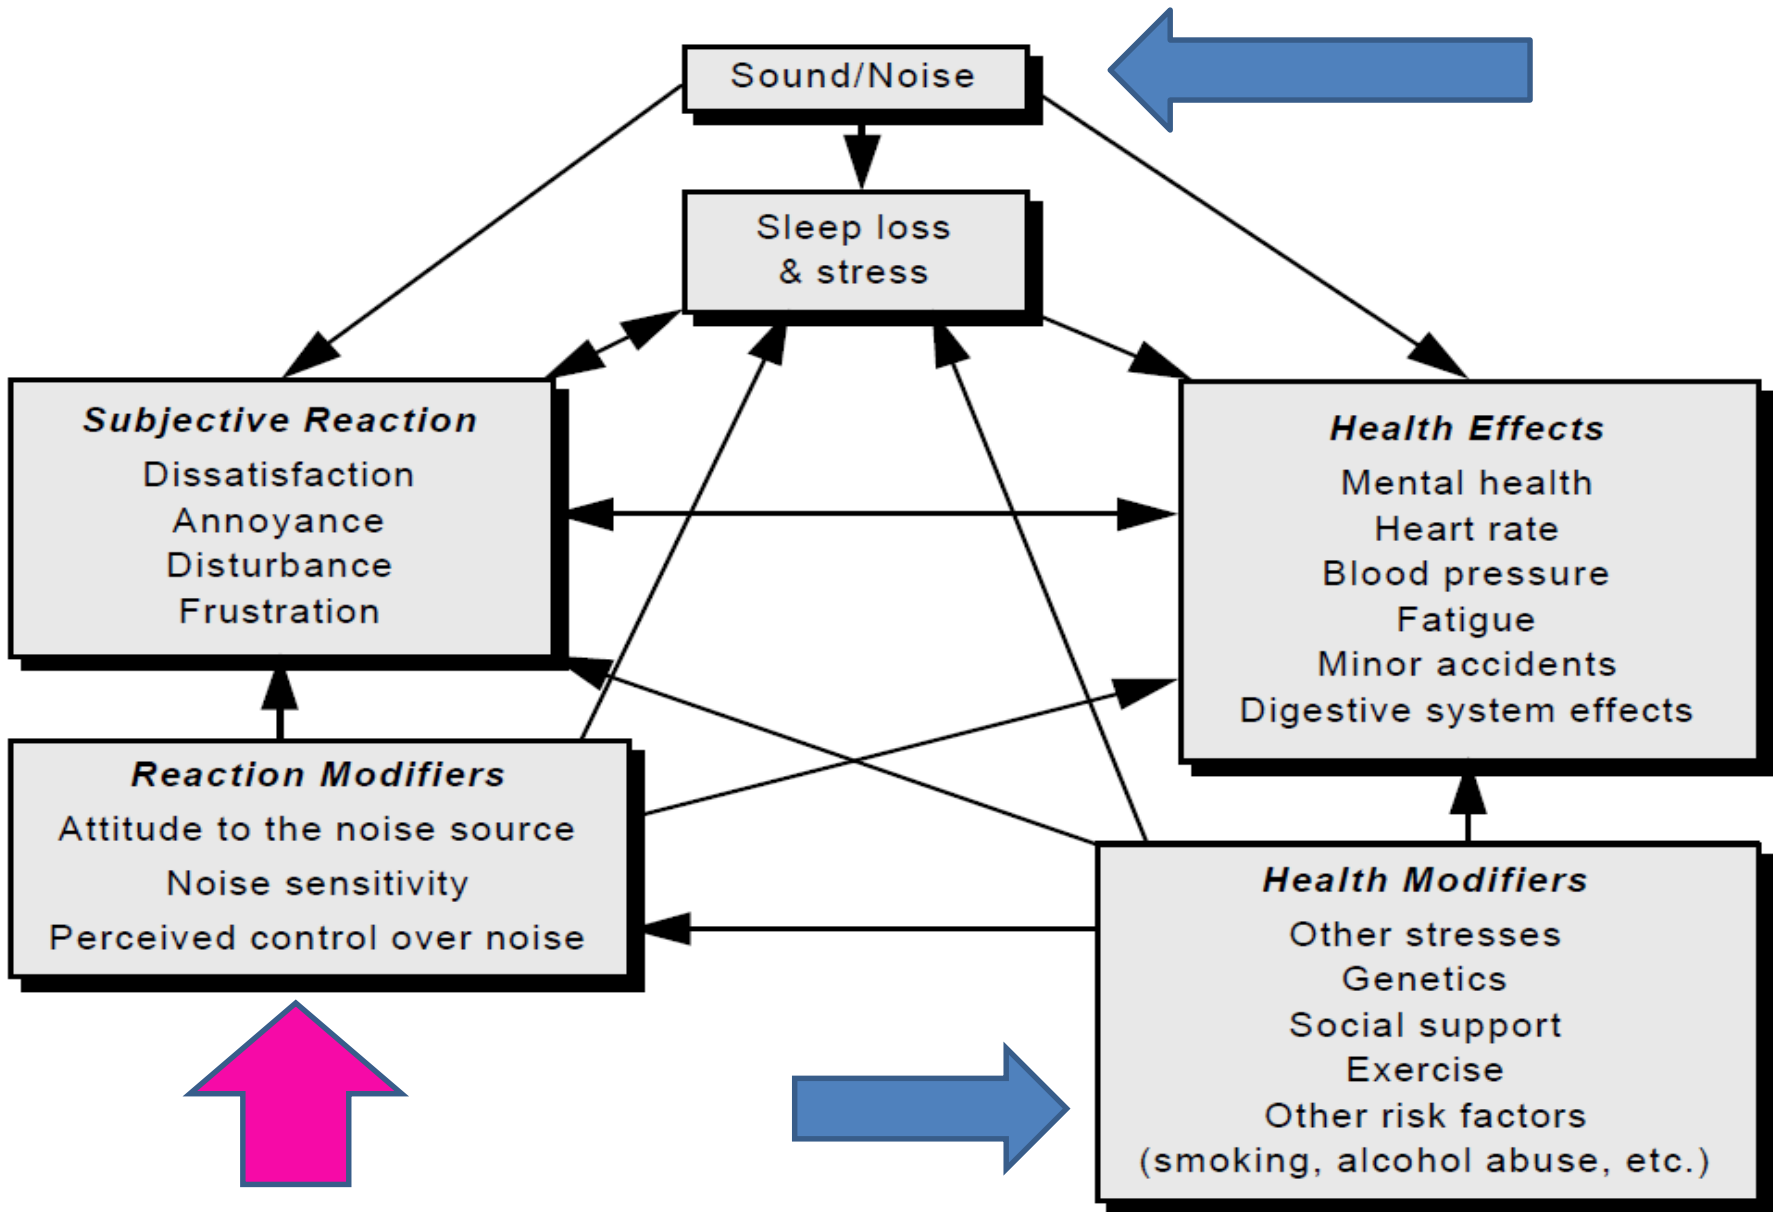 Sound/Noise
Sleep loss
& stress
Subjective Reaction
Dissatisfaction
Annoyance
Disturbance
Frustration
Health Effects
Mental health
Heart rate
Blood pressure
Fatigue
Minor accidents
Digestive system effects
Reaction Modifiers
Attitude to the noise source
Noise sensitivity
Perceived control over noise
Health Modifiers
Other stresses
Genetics
Social support
Exercise
Other risk factors
(smoking, alcohol abuse, etc.)